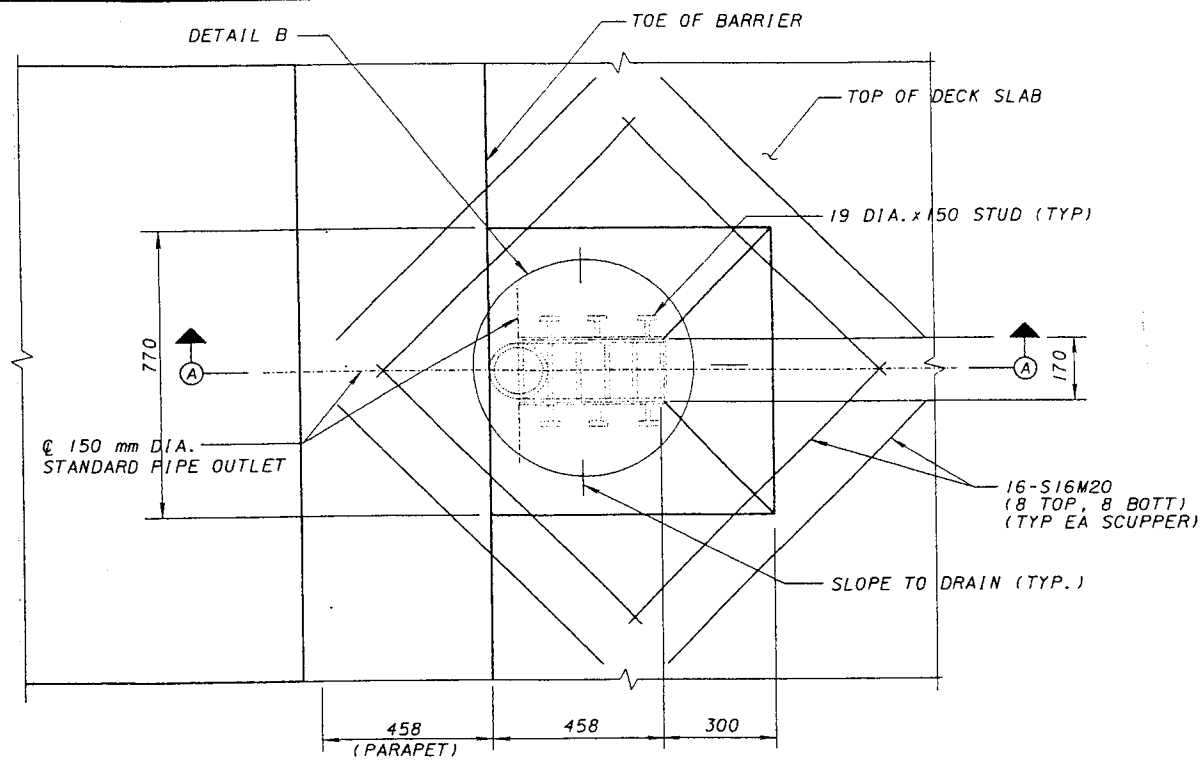 TOE OF BARRIER
DETAIL B
TOP OF DECK SLAB
19 DIA. x 150 STUD (TYP)
770
A
A
170
℄ 150 mm DIA.
STANDARD PIPE OUTLET
16-S16M20
(8 TOP, 8 BOTT)
(TYP EA SCUPPER)
SLOPE TO DRAIN (TYP.)
458
(PARAPET)
458
300